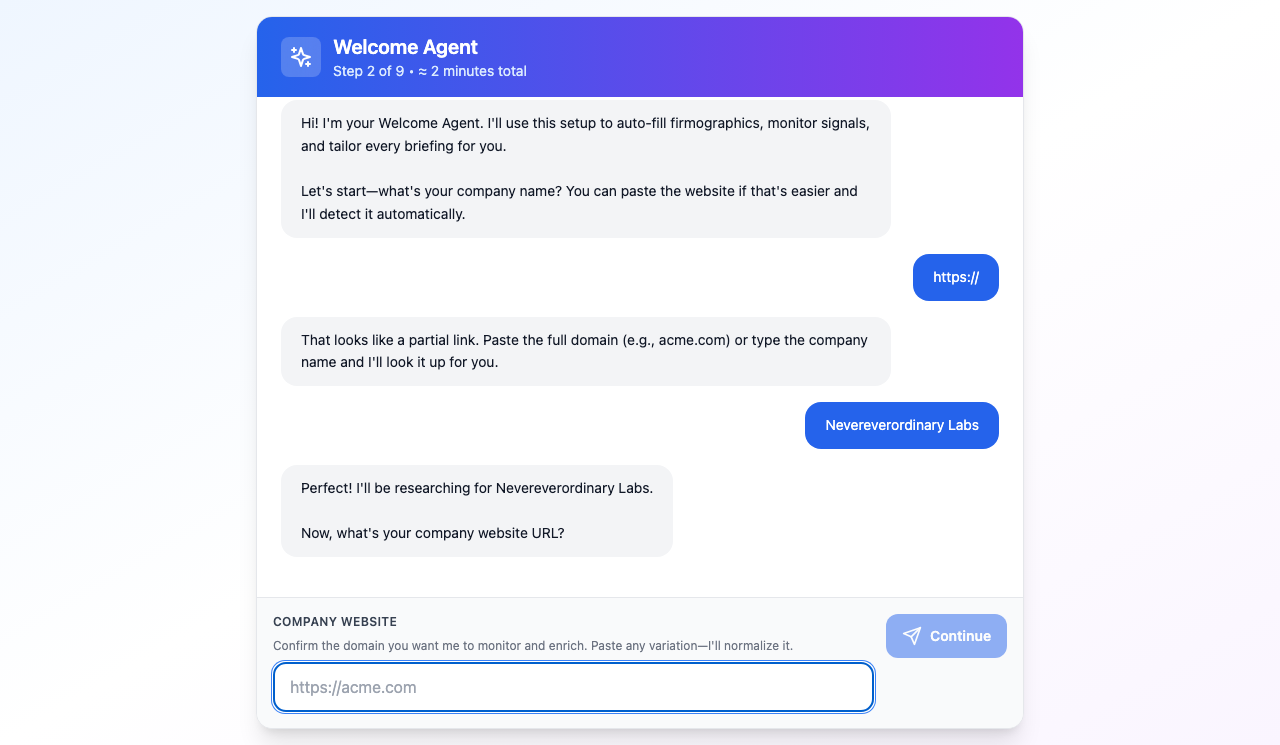 Welcome Agent
Step 2 of 9 • ≈ 2 minutes total
Hi! I'm your Welcome Agent. I'll use this setup to auto-fill firmographics, monitor signals,
and tailor every briefing for you.
Let's start—what's your company name? You can paste the website if that's easier and
I'll detect it automatically.
https://
That looks like a partial link. Paste the full domain (e.g., acme.com) or type the company
name and I'll look it up for you.
Nevereverordinary Labs
Perfect! I'll be researching for Nevereverordinary Labs.
Now, what's your company website URL?
COMPANY WEBSITE
Confirm the domain you want me to monitor and enrich. Paste any variation—I'll normalize it.
https://acme.com
Continue